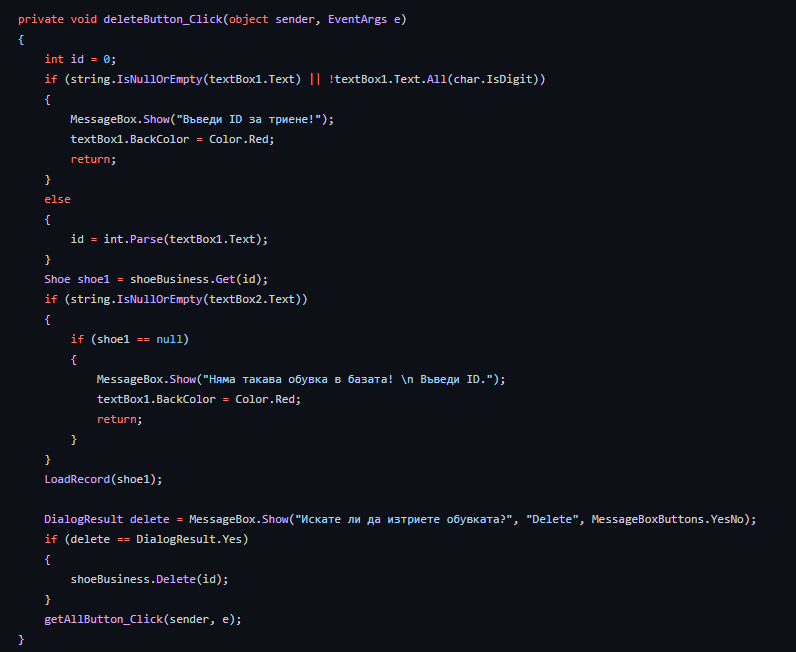 private void deleteButton_Click(object sender, EventArgs e)
{
    int id = 0;
    if (string.IsNullOrEmpty(textBox1.Text) || !textBox1.Text.All(char.IsDigit))
    {
        MessageBox.Show("Въведи ID за триене!");
        textBox1.BackColor = Color.Red;
        return;
    }
    else
    {
        id = int.Parse(textBox1.Text);
    }
    Shoe shoe1 = shoeBusiness.Get(id);
    if (string.IsNullOrEmpty(textBox2.Text))
    {
        if (shoe1 == null)
        {
            MessageBox.Show("Няма такава обувка в базата! \n Въведи ID.");
            textBox1.BackColor = Color.Red;
            return;
        }
    }
    LoadRecord(shoe1);

    DialogResult delete = MessageBox.Show("Искате ли да изтриете обувката?", "Delete", MessageBoxButtons.YesNo);
    if (delete == DialogResult.Yes)
    {
        shoeBusiness.Delete(id);
    }
    getAllButton_Click(sender, e);
}